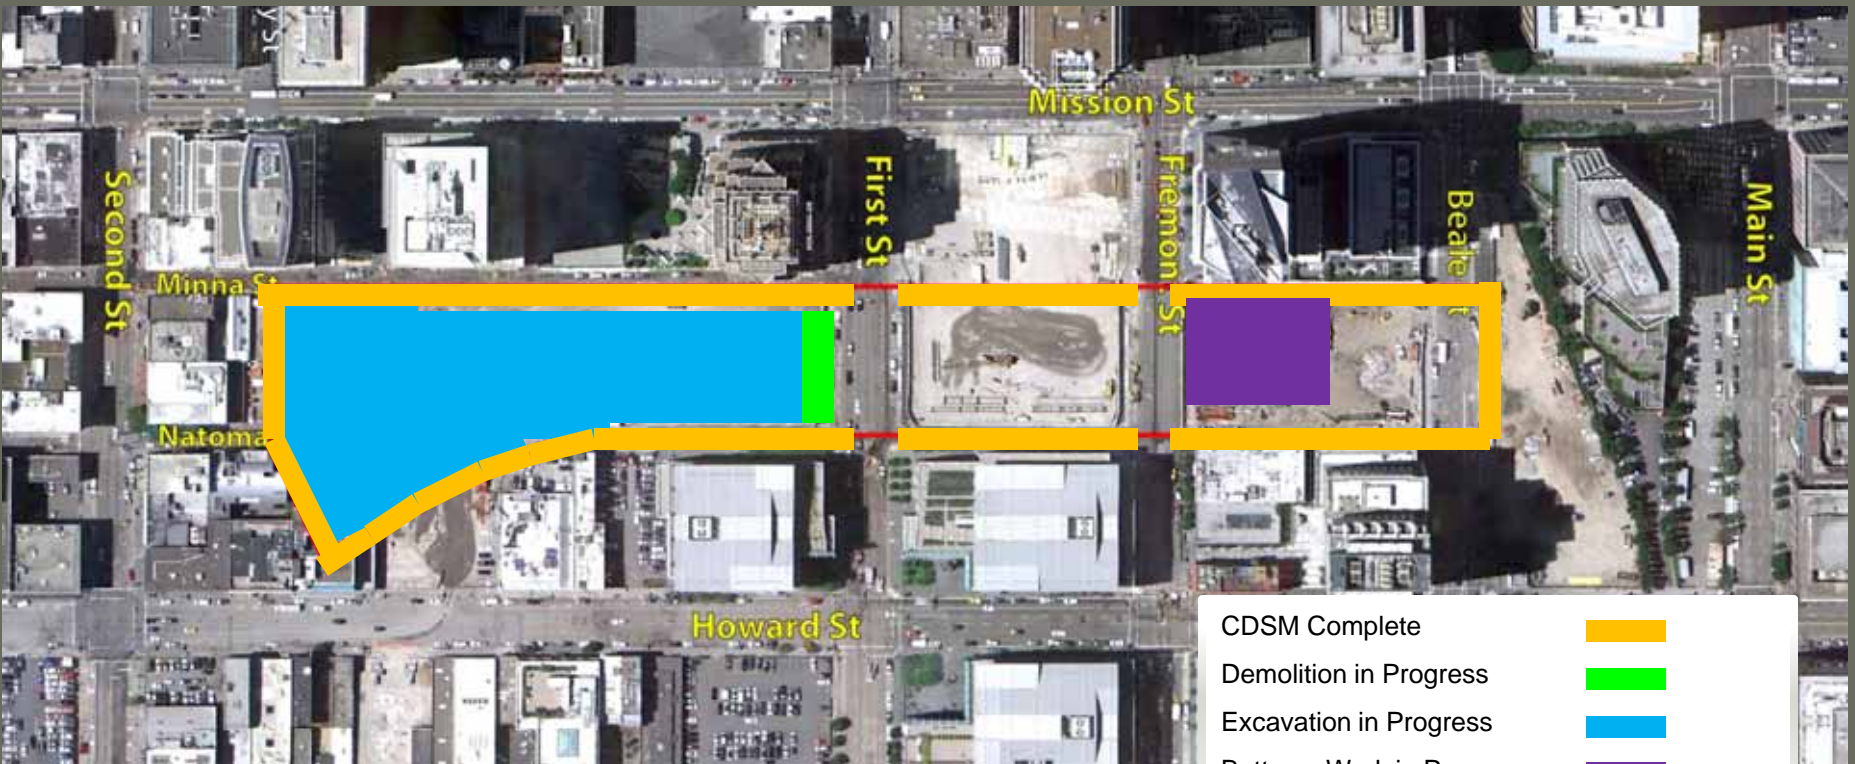 Mission St
Second St
First St
Fremon
St
Beale
St
Main St
Minna St
Natoma
Howard St
CDSM Complete
Demolition in Progress
Excavation in Progress